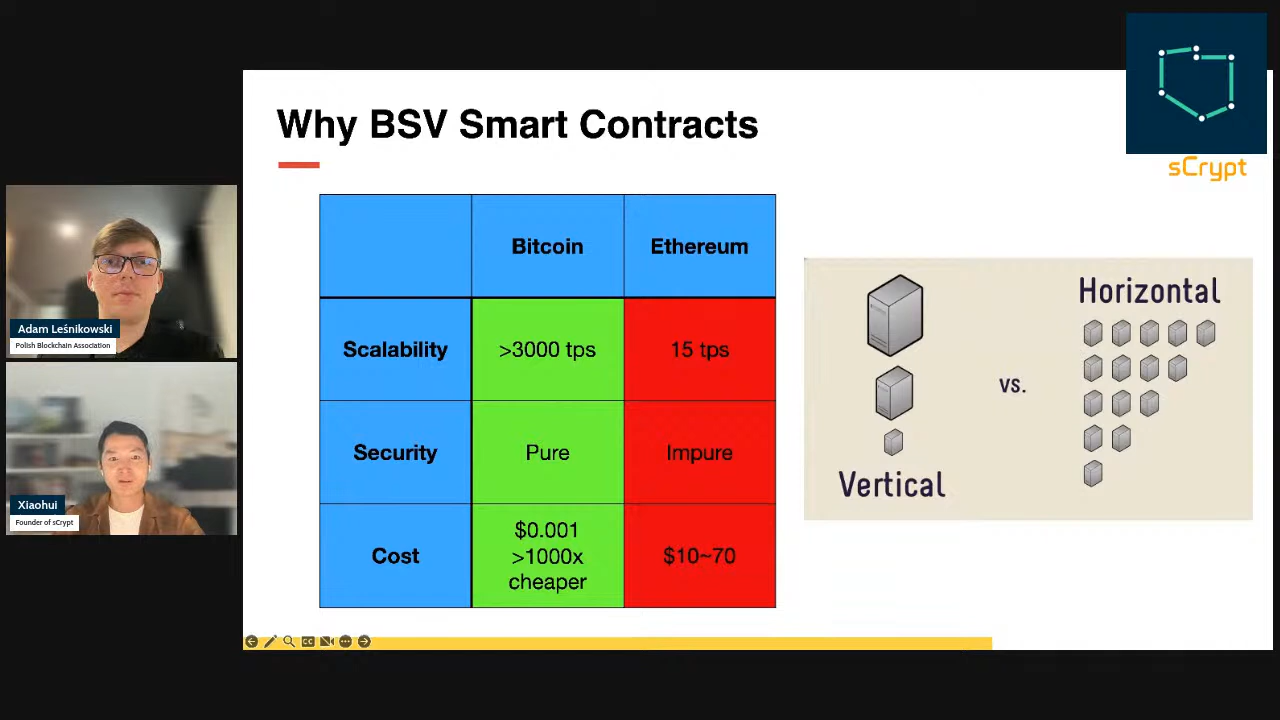 Why BSV Smart Contracts
sCrypt
Bitcoin
Ethereum
Scalability
>3000 tps
15 tps
Security
Pure
Impure
Cost
$0.001
>1000x
cheaper
$10~70
Horizontal
vs.
Vertical
Adam Leśnikowski
Polish Blockchain Association
Xiaohui
Founder of sCrypt
CC